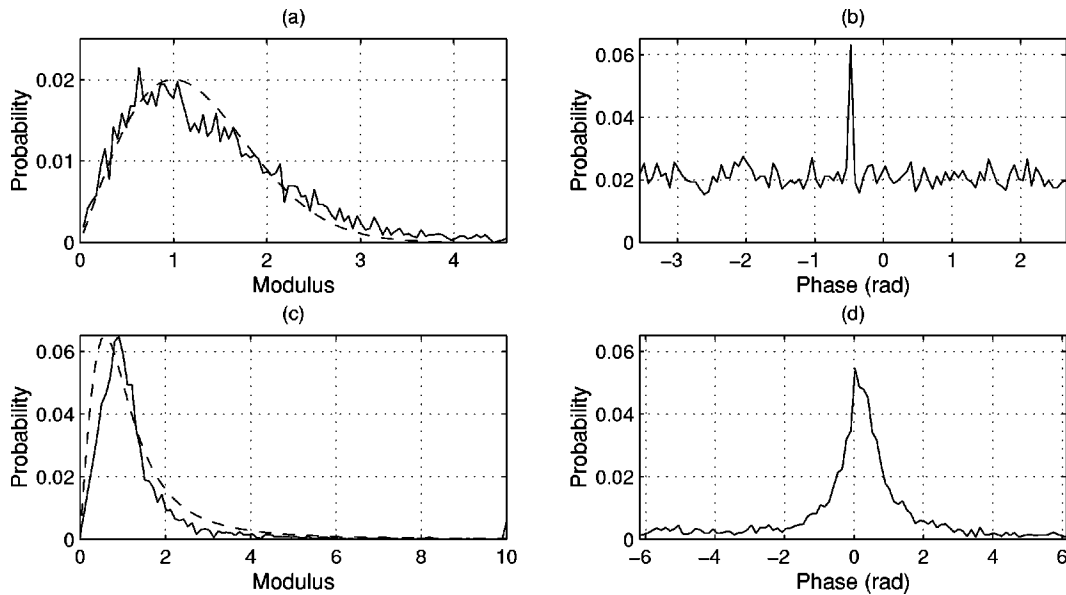 (a)
Probability
0.02
0.01
0
0 1 2 3 4
Modulus
(b)
Probability
0.06
0.04
0.02
0
−3 −2 −1 0 1 2
Phase (rad)
(c)
Probability
0.06
0.04
0.02
0
0 2 4 6 8 10
Modulus
(d)
Probability
0.06
0.04
0.02
0
−6 −4 −2 0 2 4 6
Phase (rad)